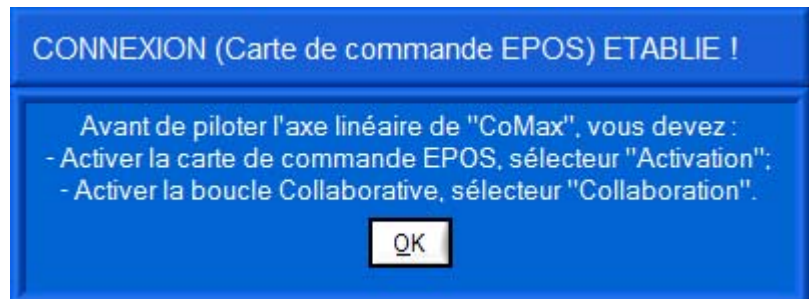 CONNEXION (Carte de commande EPOS) ETABLIE !
Avant de piloter l'axe linéaire de "CoMax", vous devez :
- Activer la carte de commande EPOS, sélecteur "Activation";
- Activer la boucle Collaborative, sélecteur "Collaboration".
OK